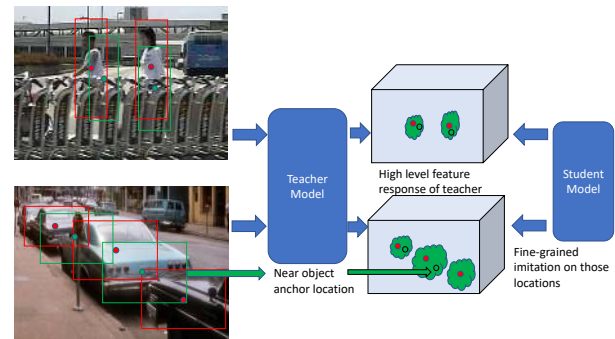 Teacher
Model
High level feature
response of teacher
Student
Model
Near object
anchor location
Fine-grained
imitation on those
locations